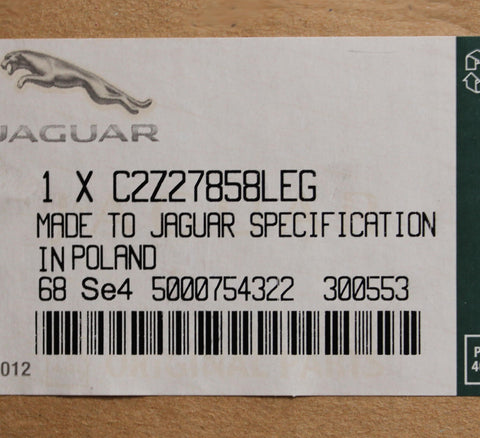 JAGUAR
1 X C2Z27858LEG
MADE TO JAGUAR SPECIFICATION
IN POLAND
68 Se4 5000754322 300553
012